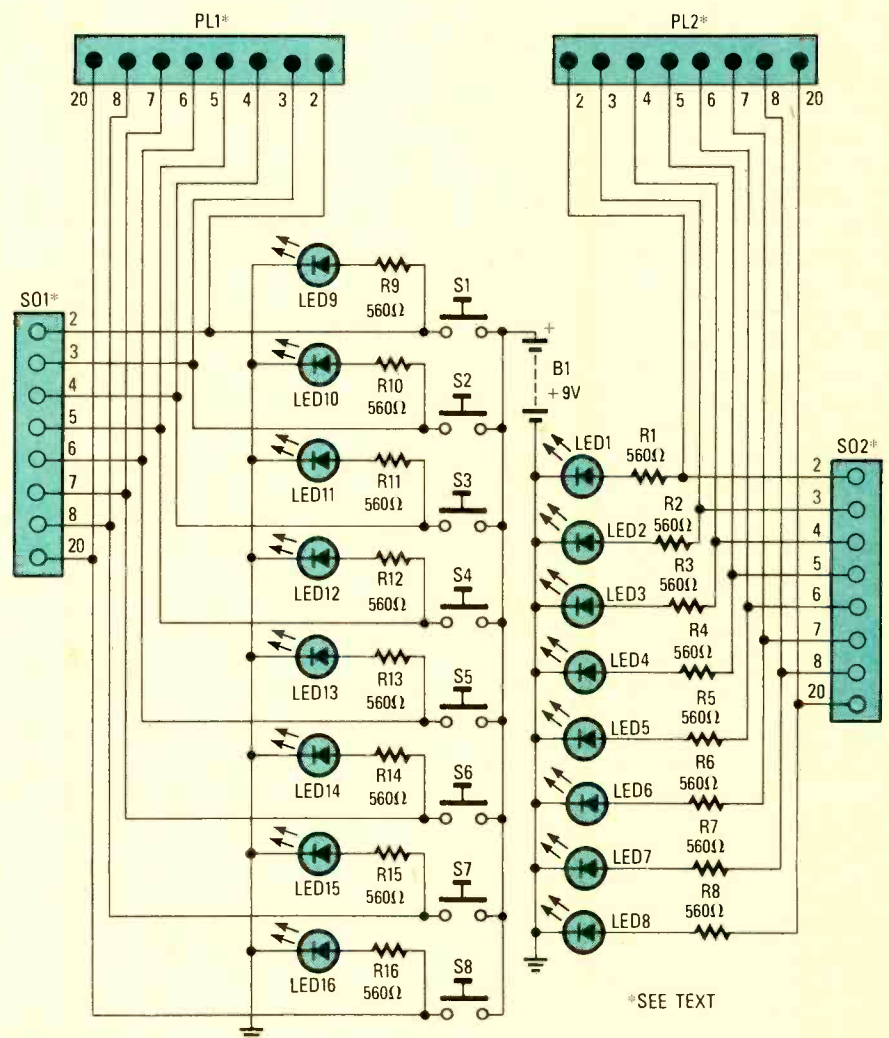 PL1*
PL2*
20 8 7 6 5 4 3 2
2 3 4 5 6 7 8 20
SO1*
2
3
4
5
6
7
8
20
LED9
R9
560Ω
S1
LED10
R10
560Ω
S2
LED11
R11
560Ω
S3
LED12
R12
560Ω
S4
LED13
R13
560Ω
S5
LED14
R14
560Ω
S6
LED15
R15
560Ω
S7
LED16
R16
560Ω
S8
+
B1
+ 9V
LED1
R1
560Ω
LED2
R2
560Ω
LED3
R3
560Ω
LED4
R4
560Ω
LED5
R5
560Ω
LED6
R6
560Ω
LED7
R7
560Ω
LED8
R8
560Ω
SO2*
2
3
4
5
6
7
8
20
*SEE TEXT